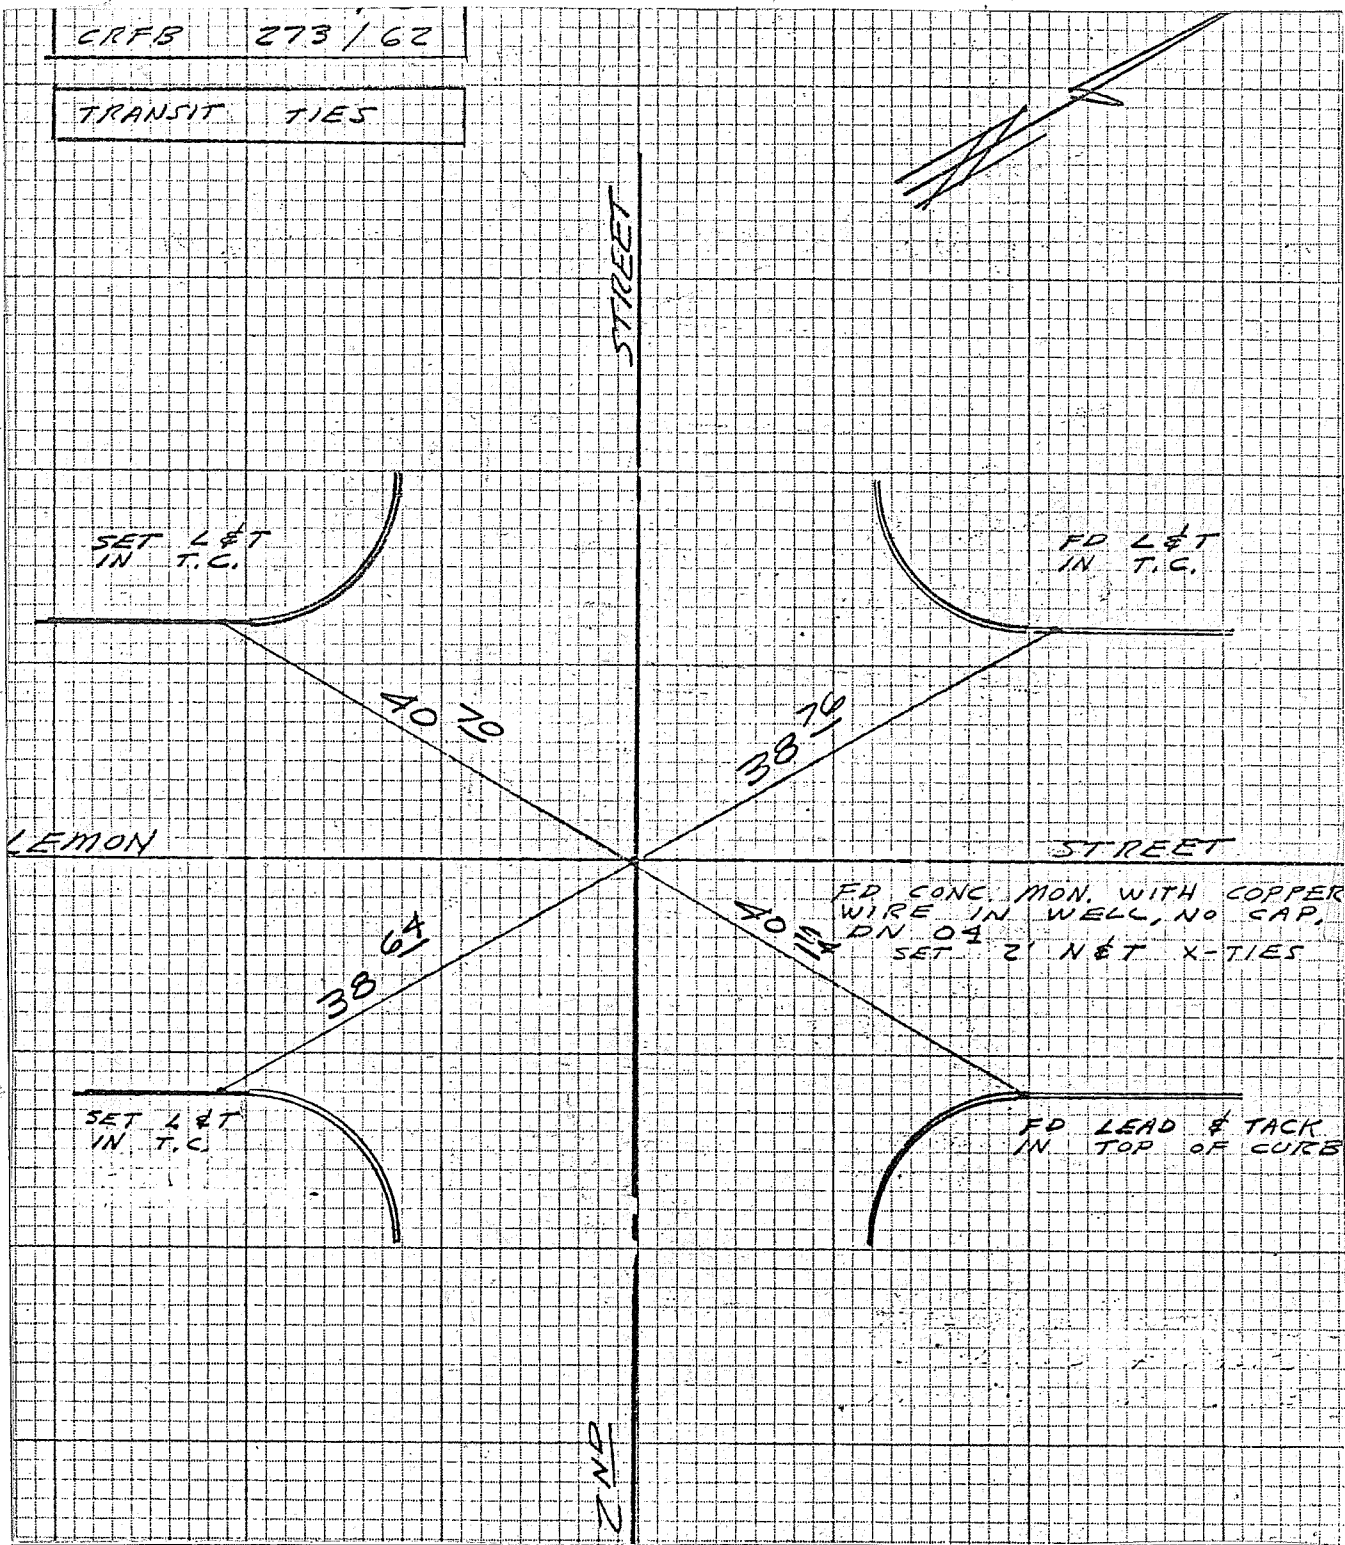 CRFB 273/62
TRANSIT TIES
STREET
SET L&T
IN T.C.
FD L&T
IN T.C.
40 70
38 76
LEMON
STREET
FD CONC. MON. WITH COPPER
WIRE IN WELL, NO CAP,
DN 04
SET 2' N&T X-TIES
38 64
40
SET L&T
IN T.C.
FD LEAD & TACK
IN TOP OF CURB
2 ND